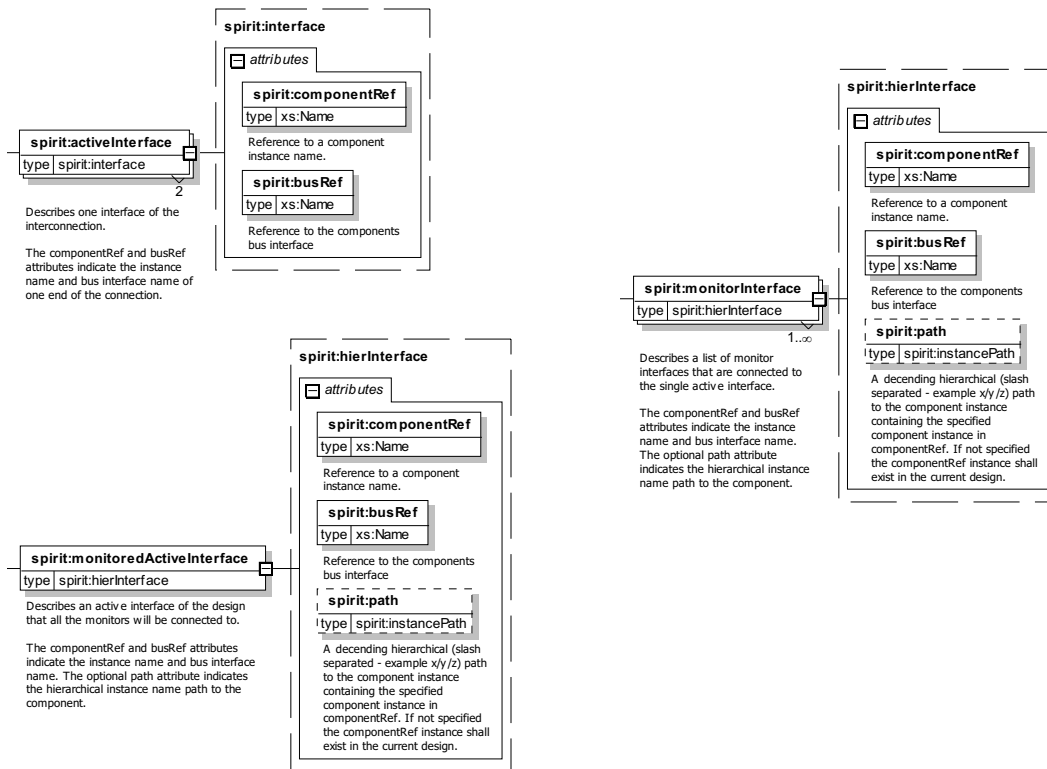 spirit:interface
attributes
spirit:componentRef
type xs:Name
Reference to a component
instance name.
spirit:busRef
type xs:Name
Reference to the components
bus interface
spirit:activeInterface
type spirit:interface
2
Describes one interface of the
interconnection.
The componentRef and busRef
attributes indicate the instance
name and bus interface name of
one end of the connection.
spirit:hierInterface
attributes
spirit:componentRef
type xs:Name
Reference to a component
instance name.
spirit:busRef
type xs:Name
Reference to the components
bus interface
spirit:path
type spirit:instancePath
A decending hierarchical (slash
separated - example x/y/z) path
to the component instance
containing the specified
component instance in
componentRef. If not specified
the componentRef instance shall
exist in the current design.
spirit:monitoredActiveInterface
type spirit:hierInterface
Describes an active interface of the design
that all the monitors will be connected to.
The componentRef and busRef attributes
indicate the instance name and bus interface
name. The optional path attribute indicates
the hierarchical instance name path to the
component.
spirit:hierInterface
attributes
spirit:componentRef
type xs:Name
Reference to a component
instance name.
spirit:busRef
type xs:Name
Reference to the components
bus interface
spirit:path
type spirit:instancePath
A decending hierarchical (slash
separated - example x/y/z) path
to the component instance
containing the specified
component instance in
componentRef. If not specified
the componentRef instance shall
exist in the current design.
spirit:monitorInterface
type spirit:hierInterface
1..∞
Describes a list of monitor
interfaces that are connected to
the single active interface.
The componentRef and busRef
attributes indicate the instance
name and bus interface name.
The optional path attribute
indicates the hierarchical instance
name path to the component.